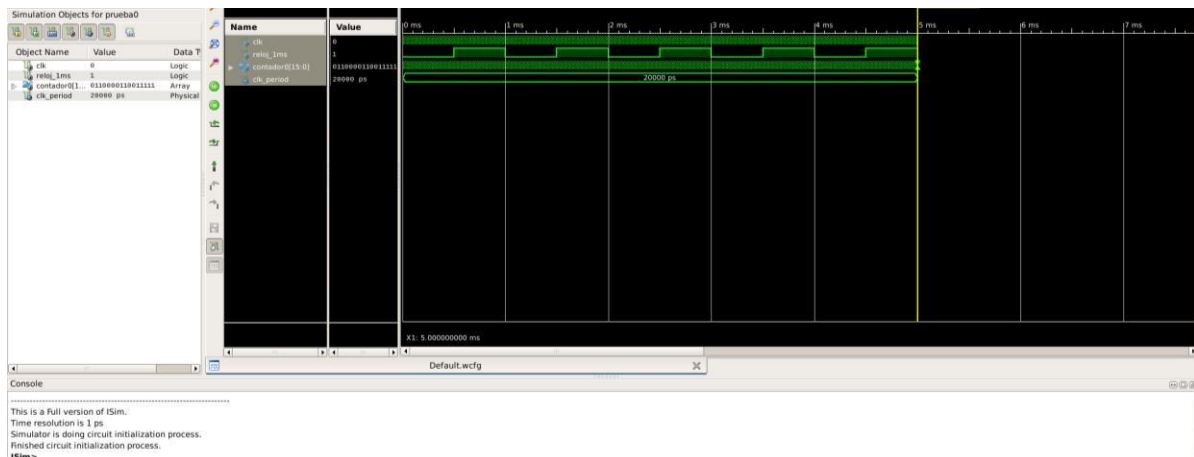 Simulation Objects for prueba0
Object Name Value Data T
clk 0 Logic
reloj_1ms 1 Logic
contador0[1... 0110000110011111 Array
clk_period 20000 ps Physical
Name Value
clk 0
reloj_1ms 1
contador0[15:0] 0110000110011111
clk_period 20000 ps
0 ms 1 ms 2 ms 3 ms 4 ms 5 ms 6 ms 7 ms
20000 ps
X1: 5.000000000 ms
Default.wcfg
Console
This is a Full version of ISim.
Time resolution is 1 ps
Simulator is doing circuit initialization process.
Finished circuit initialization process.
ISim>